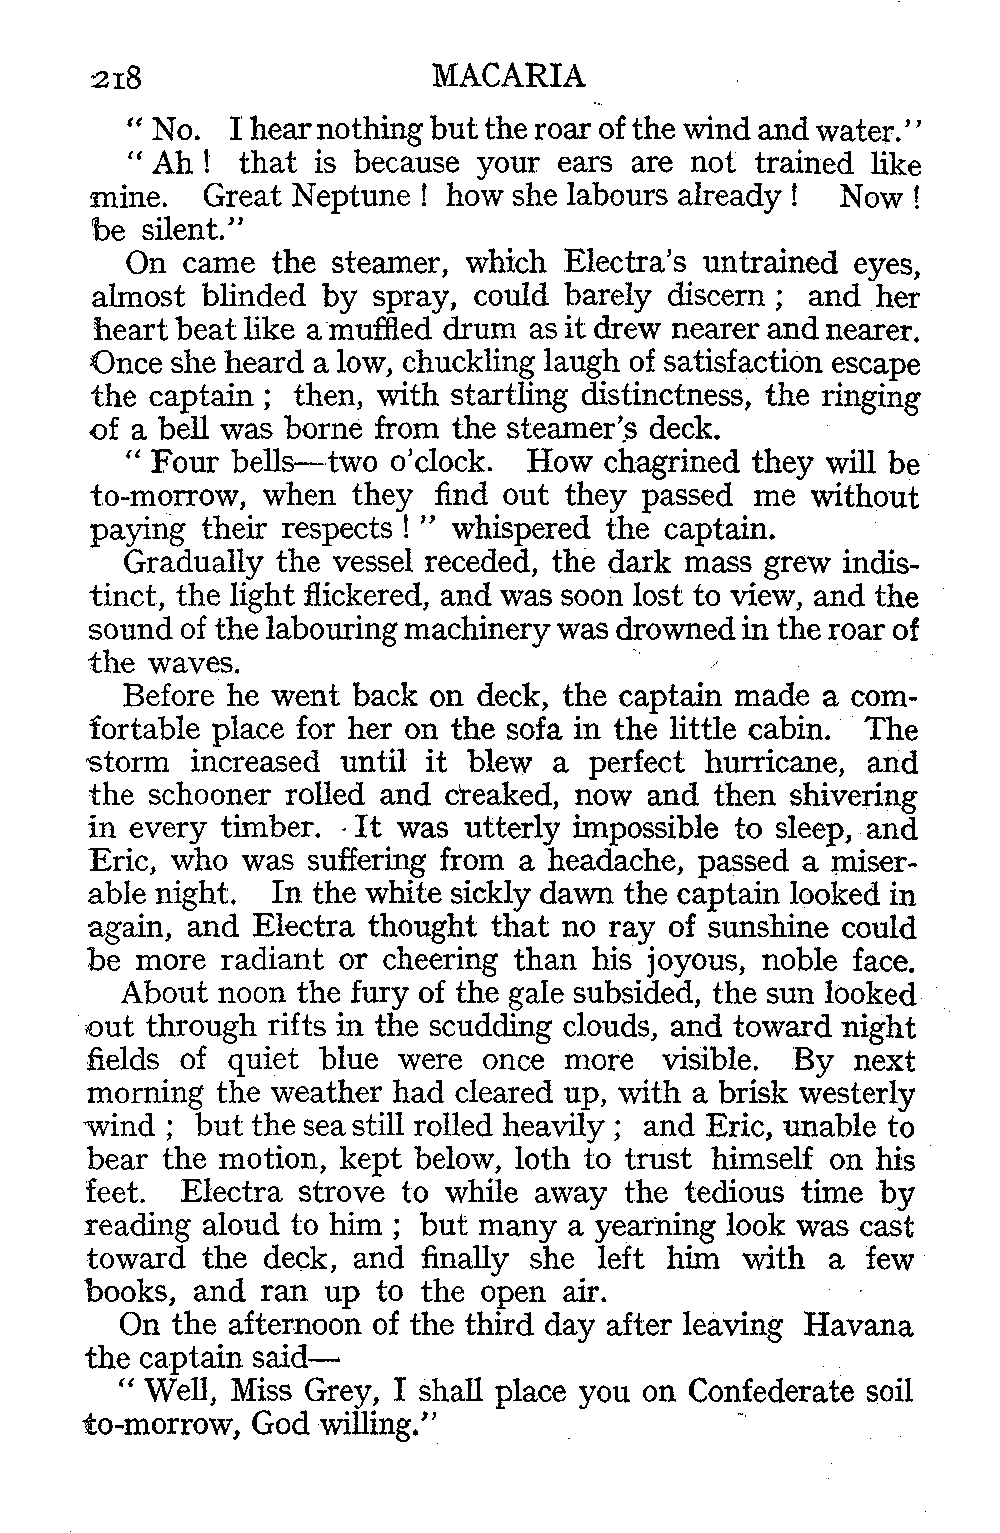 218 MACARIA
“ No. I hear nothing but the roar of the wind and water.”
“ Ah ! that is because your ears are not trained like
mine. Great Neptune ! how she labours already ! Now !
be silent.”
On came the steamer, which Electra’s untrained eyes,
almost blinded by spray, could barely discern ; and her
heart beat like a muffled drum as it drew nearer and nearer.
Once she heard a low, chuckling laugh of satisfaction escape
the captain ; then, with startling distinctness, the ringing
of a bell was borne from the steamer’s deck.
“ Four bells—two o’clock. How chagrined they will be
to-morrow, when they find out they passed me without
paying their respects ! ” whispered the captain.
Gradually the vessel receded, the dark mass grew indis-
tinct, the light flickered, and was soon lost to view, and the
sound of the labouring machinery was drowned in the roar of
the waves.
Before he went back on deck, the captain made a com-
fortable place for her on the sofa in the little cabin. The
storm increased until it blew a perfect hurricane, and
the schooner rolled and creaked, now and then shivering
in every timber. It was utterly impossible to sleep, and
Eric, who was suffering from a headache, passed a miser-
able night. In the white sickly dawn the captain looked in
again, and Electra thought that no ray of sunshine could
be more radiant or cheering than his joyous, noble face.
About noon the fury of the gale subsided, the sun looked
out through rifts in the scudding clouds, and toward night
fields of quiet blue were once more visible. By next
morning the weather had cleared up, with a brisk westerly
wind ; but the sea still rolled heavily ; and Eric, unable to
bear the motion, kept below, loth to trust himself on his
feet. Electra strove to while away the tedious time by
reading aloud to him ; but many a yearning look was cast
toward the deck, and finally she left him with a few
books, and ran up to the open air.
On the afternoon of the third day after leaving Havana
the captain said—
“ Well, Miss Grey, I shall place you on Confederate soil
to-morrow, God willing.”